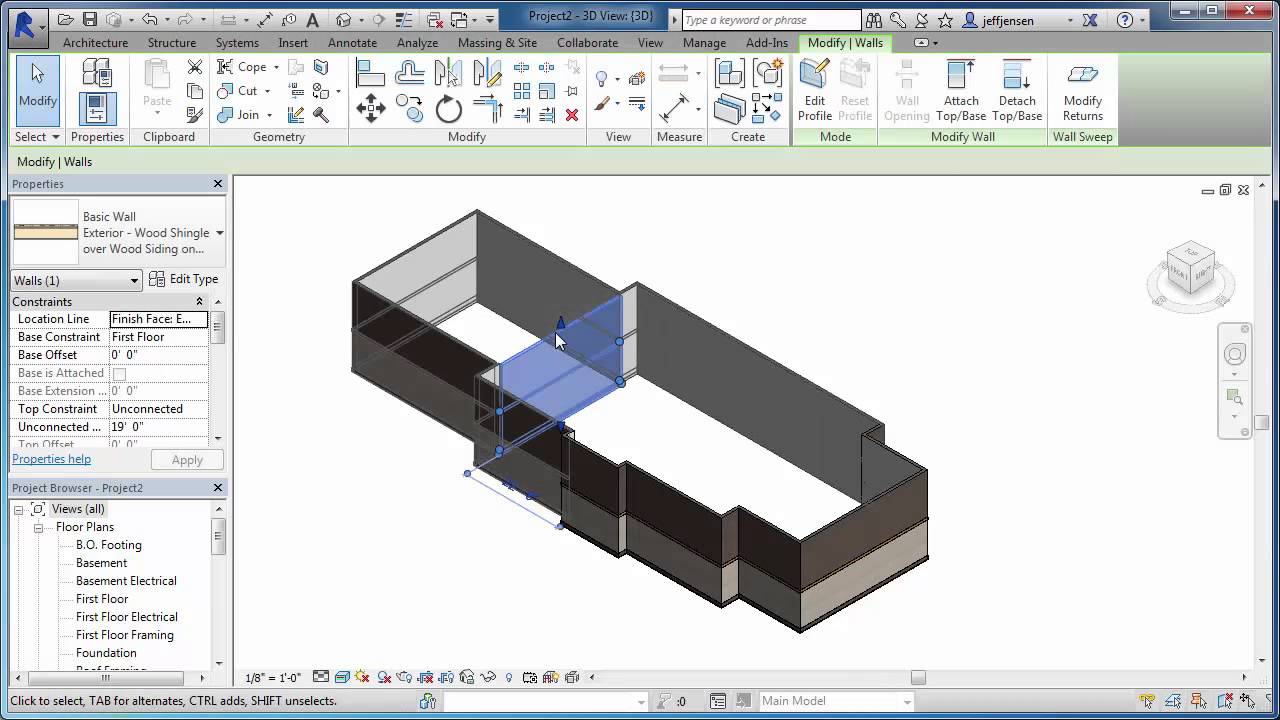 Project2 - 3D View: {3D}
Type a keyword or phrase
jeffjensen
Architecture Structure Systems Insert Annotate Analyze Massing & Site Collaborate View Manage Add-Ins Modify | Walls
Modify
Paste
Cope
Cut
Join
Edit Profile
Reset Profile
Wall Opening
Attach Top/Base
Detach Top/Base
Modify Returns
Select Properties Clipboard Geometry Modify View Measure Create Mode Modify Wall Wall Sweep
Modify | Walls
Properties
Basic Wall
Exterior - Wood Shingle
over Wood Siding on...
Walls (1) Edit Type
Constraints
Location Line Finish Face: E...
Base Constraint First Floor
Base Offset 0' 0"
Base is Attached
Base Extension ... 0' 0"
Top Constraint Unconnected
Unconnected ... 19' 0"
Top Offset 0' 0"
Properties help Apply
Project Browser - Project2
Views (all)
Floor Plans
B.O. Footing
Basement
Basement Electrical
First Floor
First Floor Electrical
First Floor Framing
Foundation
Roof Framing
TOP
FRONT
1/8" = 1'-0"
Click to select, TAB for alternates, CTRL adds, SHIFT unselects.
:0
Main Model